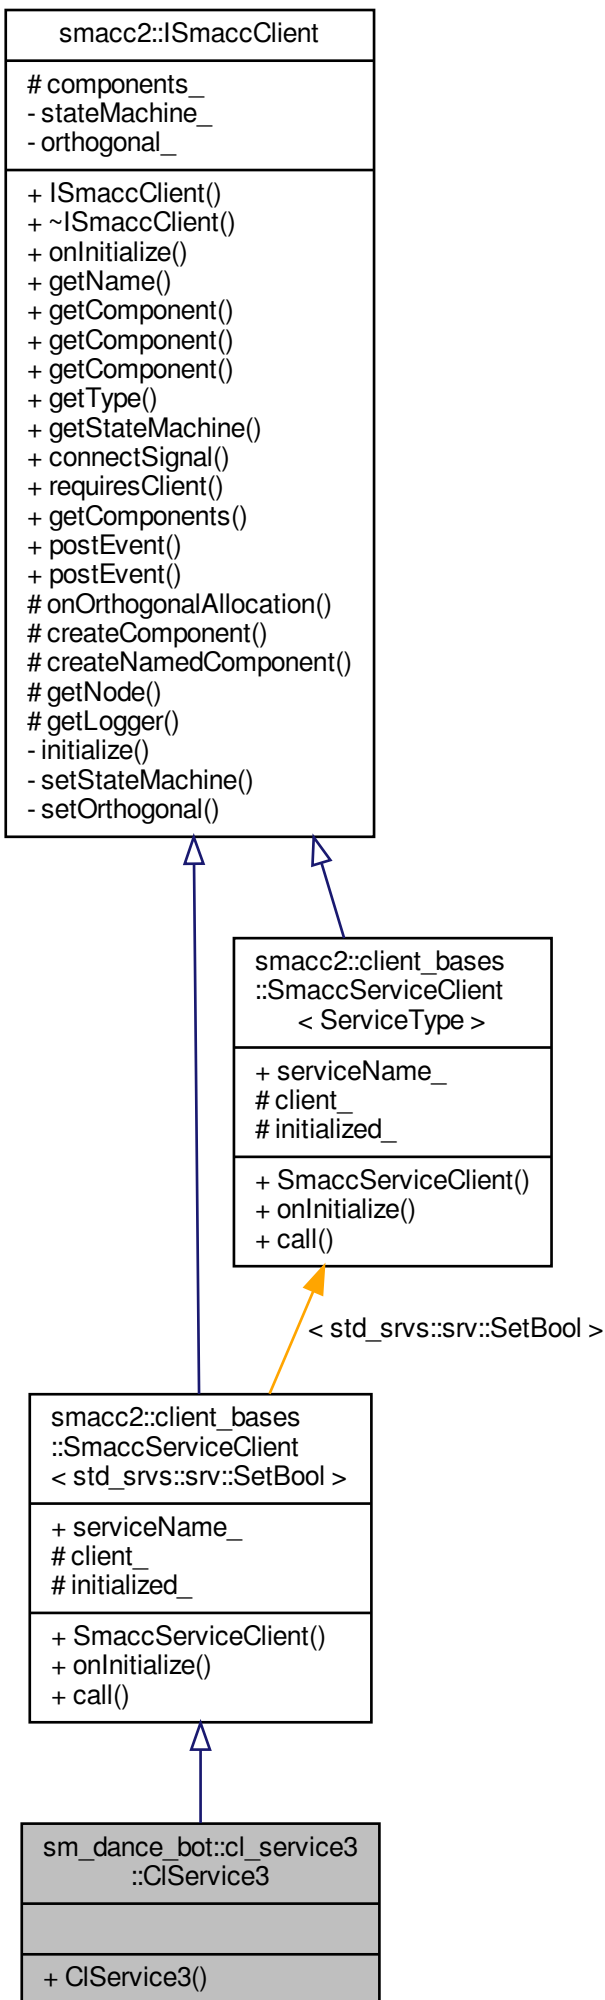 smacc2::ISmaccClient
# components_
- stateMachine_
- orthogonal_
+ ISmaccClient()
+ ~ISmaccClient()
+ onInitialize()
+ getName()
+ getComponent()
+ getComponent()
+ getComponent()
+ getType()
+ getStateMachine()
+ connectSignal()
+ requiresClient()
+ getComponents()
+ postEvent()
+ postEvent()
# onOrthogonalAllocation()
# createComponent()
# createNamedComponent()
# getNode()
# getLogger()
- initialize()
- setStateMachine()
- setOrthogonal()
smacc2::client_bases
::SmaccServiceClient
< ServiceType >
+ serviceName_
# client_
# initialized_
+ SmaccServiceClient()
+ onInitialize()
+ call()
< std_srvs::srv::SetBool >
smacc2::client_bases
::SmaccServiceClient
< std_srvs::srv::SetBool >
+ serviceName_
# client_
# initialized_
+ SmaccServiceClient()
+ onInitialize()
+ call()
sm_dance_bot::cl_service3
::ClService3
+ ClService3()